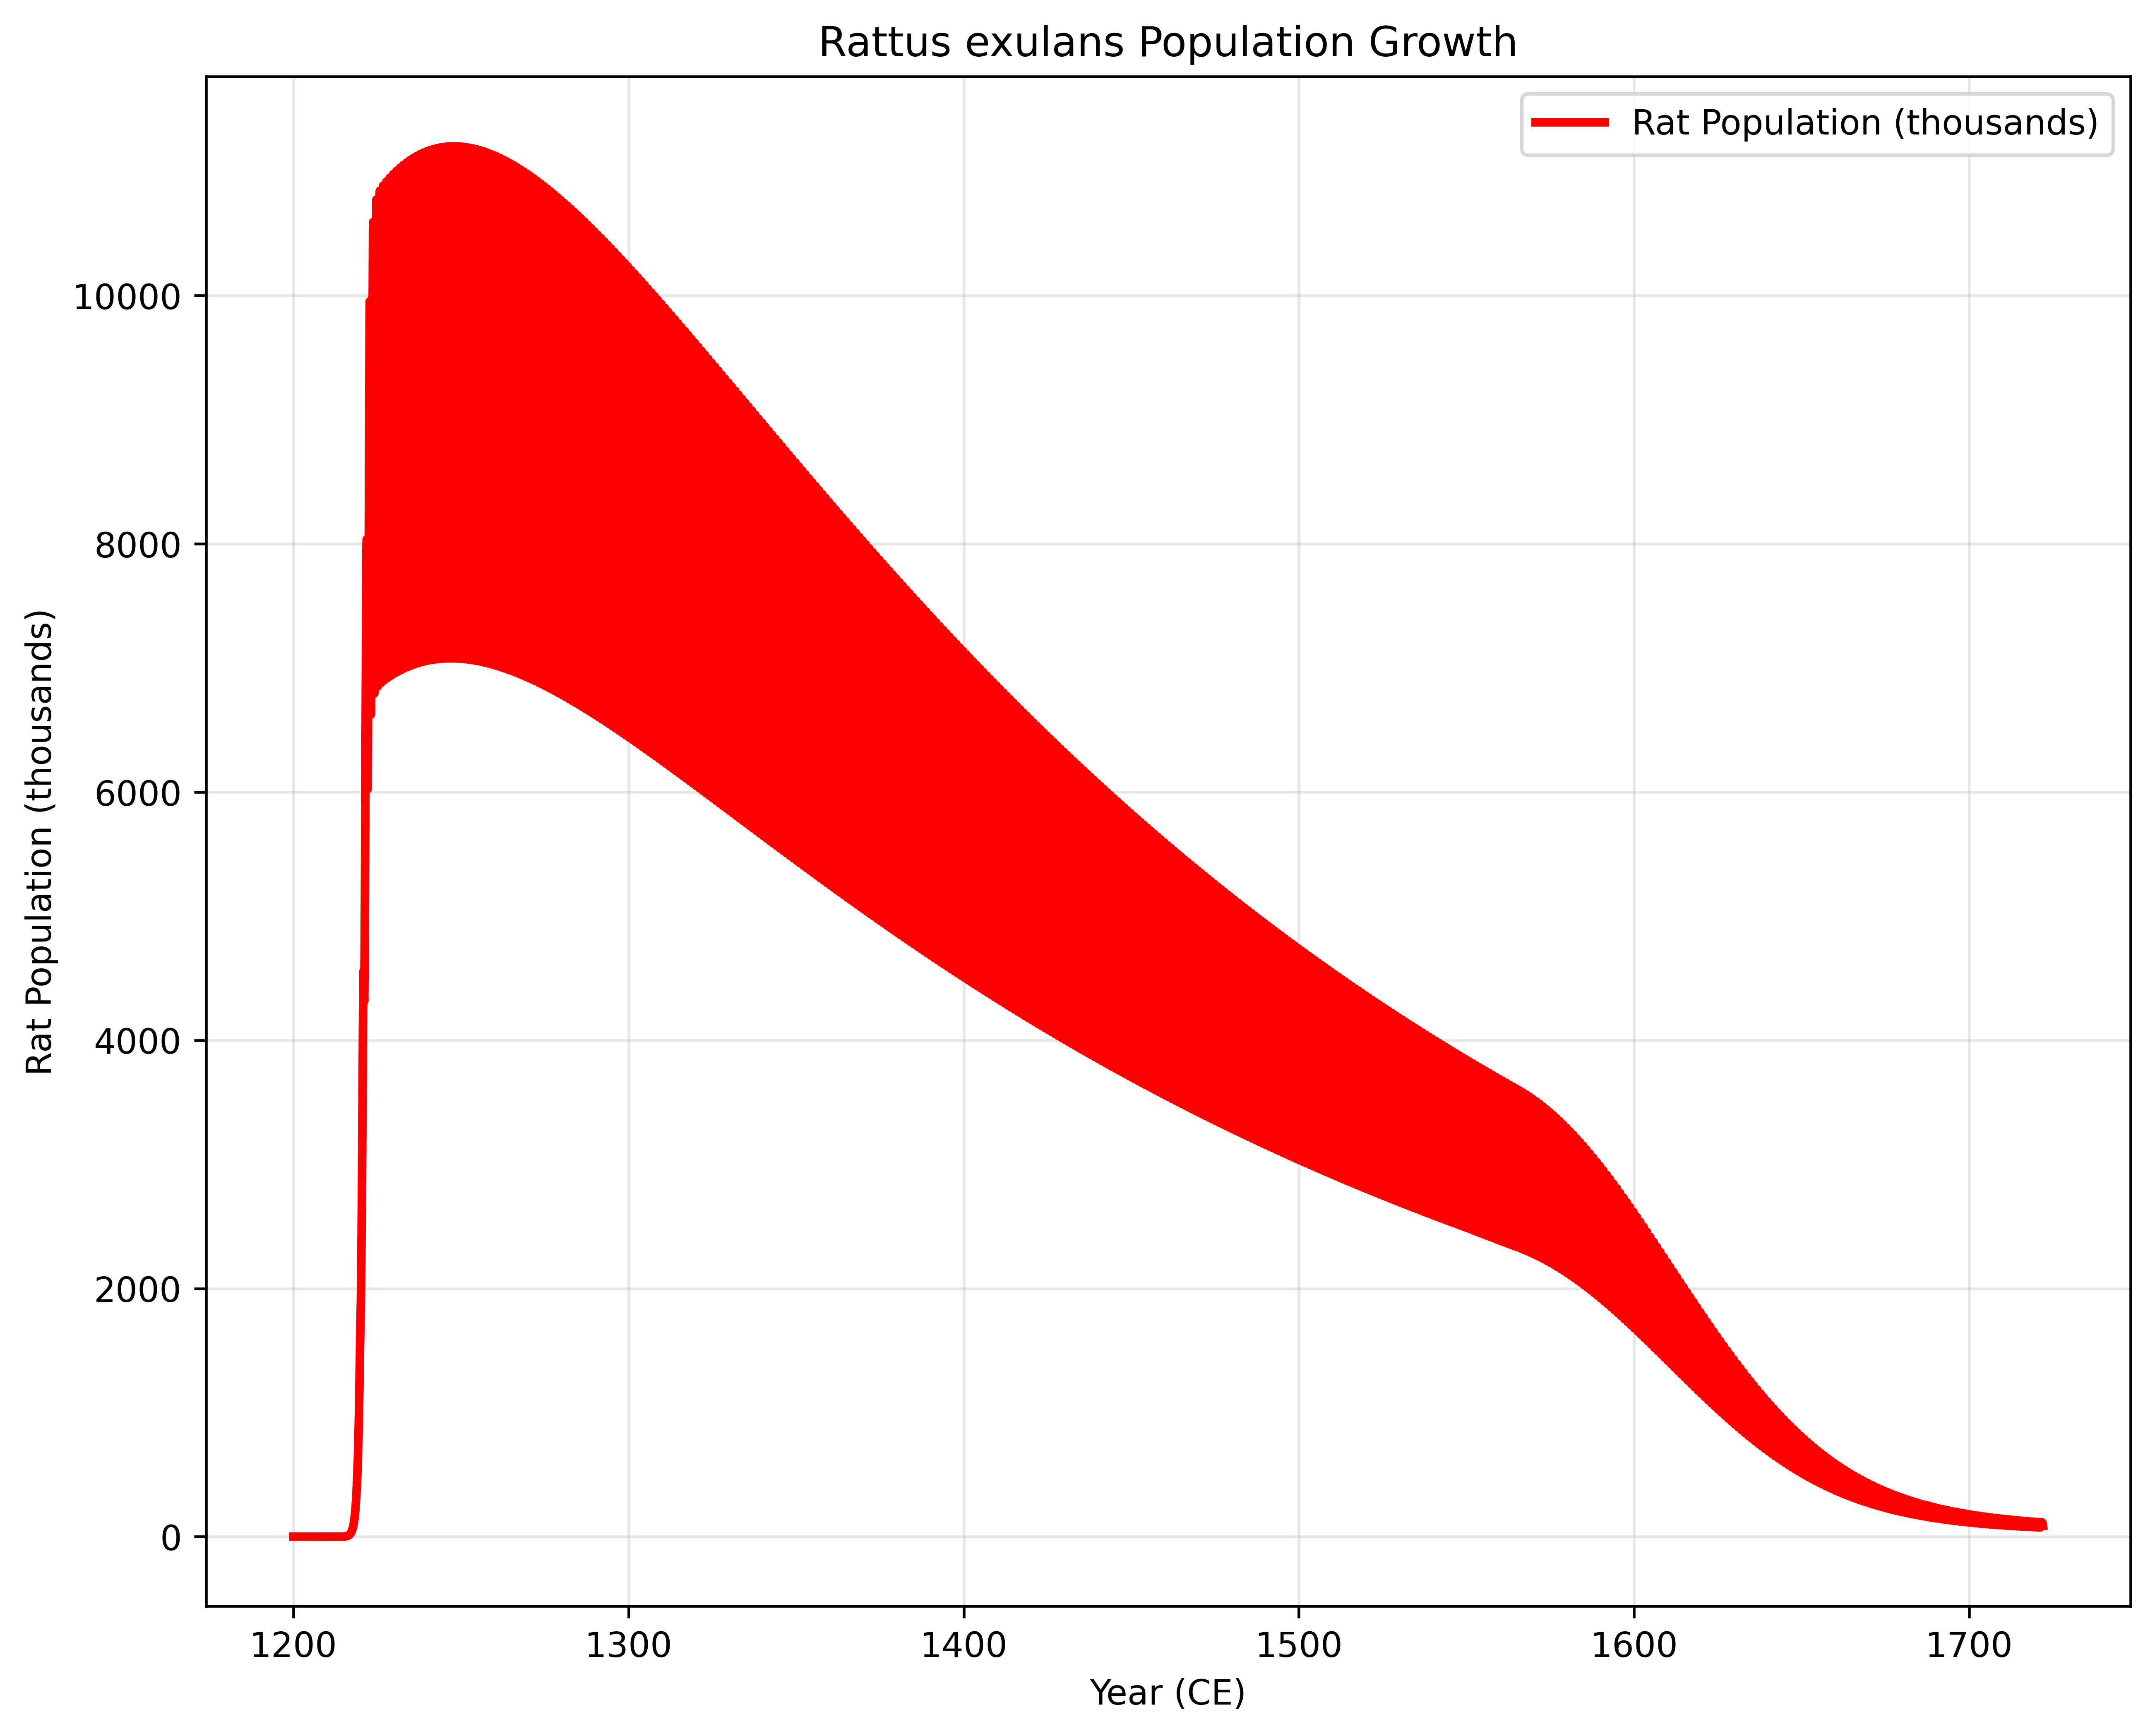 Rattus exulans Population Growth
Rat Population (thousands)
Rat Population (thousands)
10000
8000
6000
4000
2000
0
1200 1300 1400 1500 1600 1700
Year (CE)